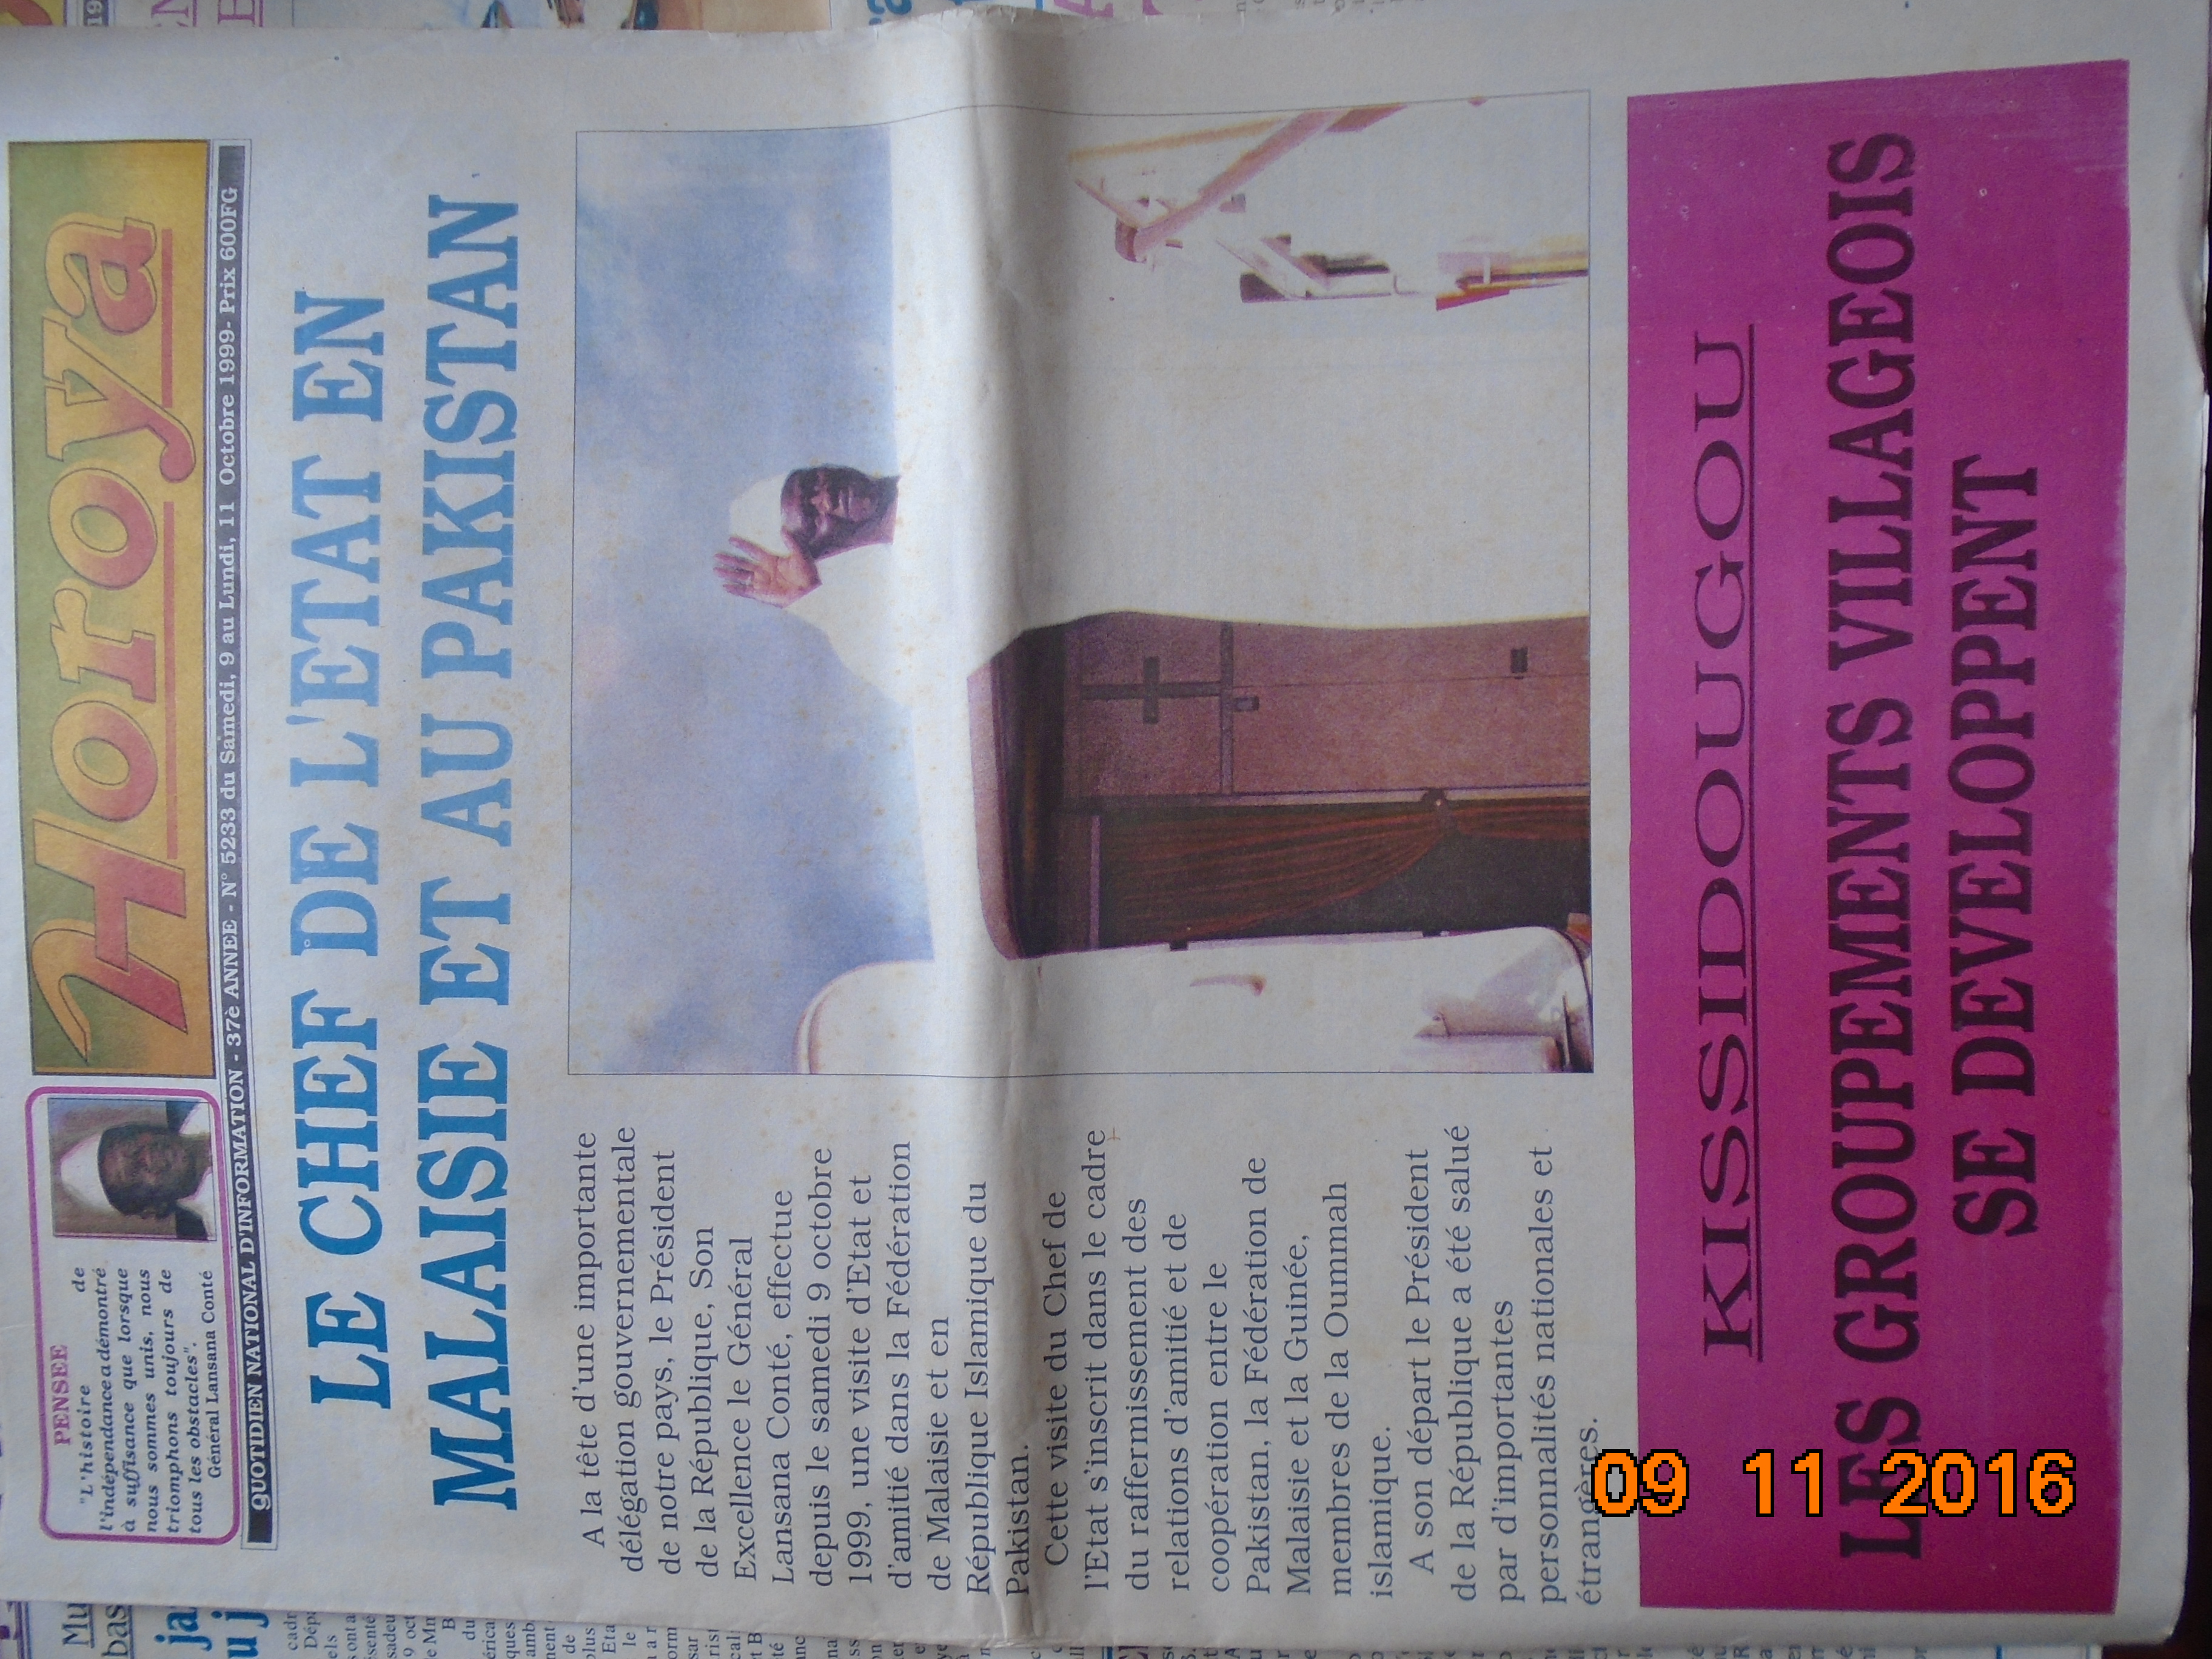 PENSEE
"L'histoire de
l'indépendance a démontré
à suffisance que lorsque
nous sommes unis, nous
triomphons toujours de
tous les obstacles".
Général Lansana Conté
Horoya
QUOTIDIEN NATIONAL D'INFORMATION - 37è ANNEE - N° 5233 du Samedi, 9 au Lundi, 11 Octobre 1999- Prix 600FG
LE CHEF DE L'ETAT EN
MALAISIE ET AU PAKISTAN
A la tête d'une importante
délégation gouvernementale
de notre pays, le Président
de la République, Son
Excellence le Général
Lansana Conté, effectue
depuis le samedi 9 octobre
1999, une visite d'Etat et
d'amitié dans la Fédération
de Malaisie et en
République Islamique du
Pakistan.
Cette visite du Chef de
l'Etat s'inscrit dans le cadre
du raffermissement des
relations d'amitié et de
coopération entre le
Pakistan, la Fédération de
Malaisie et la Guinée,
membres de la Oummah
islamique.
A son départ le Président
de la République a été salué
par d'importantes
personnalités nationales et
étrangères.
KISSIDOUGOU
LES GROUPEMENTS VILLAGEOIS
SE DEVELOPPENT
09 11 2016